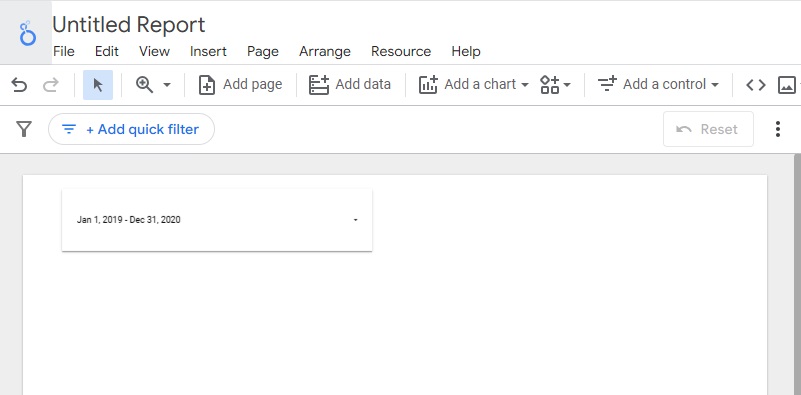 Untitled Report
File Edit View Insert Page Arrange Resource Help
Add page Add data Add a chart Add a control
+ Add quick filter Reset
Jan 1, 2019 - Dec 31, 2020